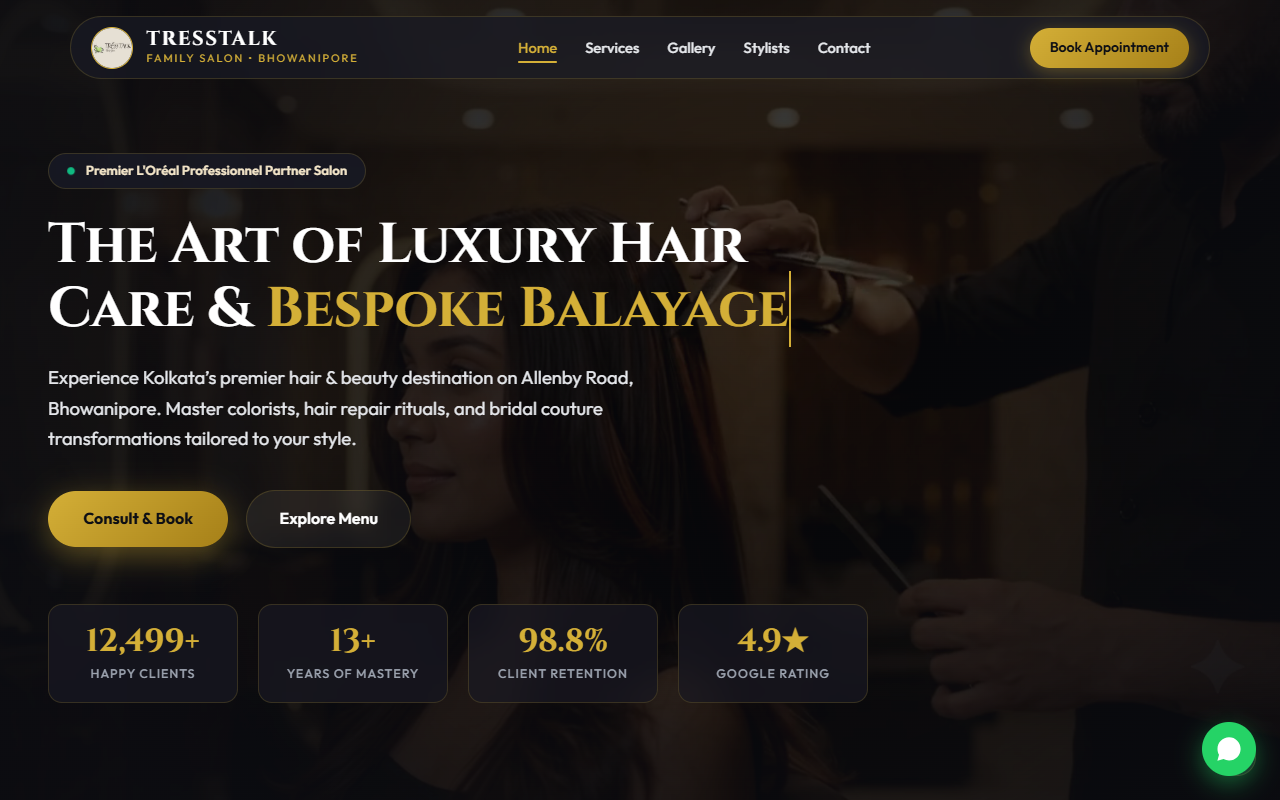 TRESSTALK
FAMILY SALON • BHOWANIPORE
Home
Services
Gallery
Stylists
Contact
Book Appointment
Premier L'Oréal Professionnel Partner Salon
The Art of Luxury Hair
Care & Bespoke Balayage
Experience Kolkata's premier hair & beauty destination on Allenby Road,
Bhowanipore. Master colorists, hair repair rituals, and bridal couture
transformations tailored to your style.
Consult & Book
Explore Menu
12,499+
HAPPY CLIENTS
13+
YEARS OF MASTERY
98.8%
CLIENT RETENTION
4.9★
GOOGLE RATING